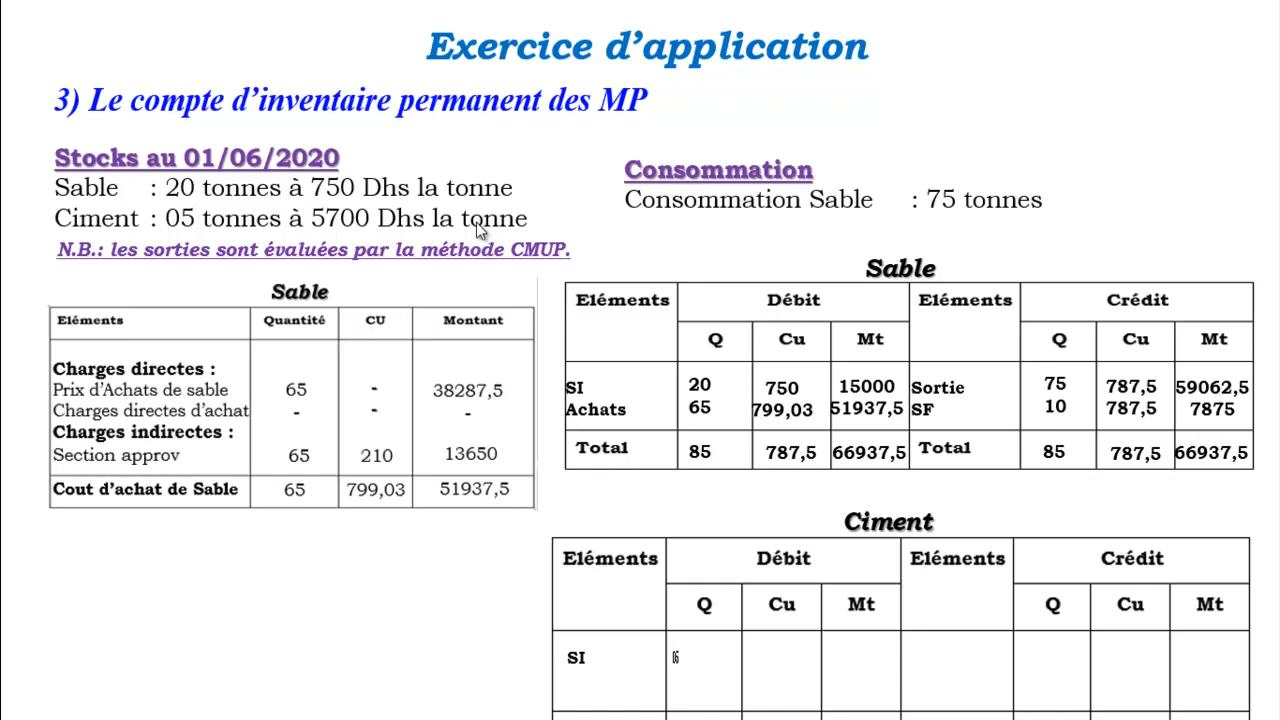 Exercice d’application
3) Le compte d’inventaire permanent des MP
Stocks au 01/06/2020
Sable : 20 tonnes à 750 Dhs la tonne
Ciment : 05 tonnes à 5700 Dhs la tonne
N.B.: les sorties sont évaluées par la méthode CMUP.
Consommation
Consommation Sable : 75 tonnes
Sable
Eléments Quantité CU Montant
Charges directes :
Prix d’Achats de sable 65 - 38287,5
Charges directes d’achat - - -
Charges indirectes :
Section approv 65 210 13650
Cout d’achat de Sable 65 799,03 51937,5
Sable
Eléments Débit Eléments Crédit
Q Cu Mt Q Cu Mt
SI 20 750 15000 Sortie 75 787,5 59062,5
Achats 65 799,03 51937,5 SF 10 787,5 7875
Total 85 787,5 66937,5 Total 85 787,5 66937,5
Ciment
Eléments Débit Eléments Crédit
Q Cu Mt Q Cu Mt
SI